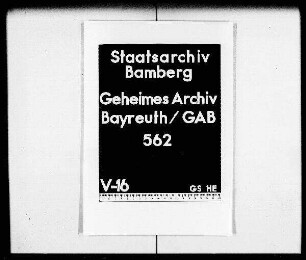 Staatsarchiv
Bamberg
Geheimes Archiv
Bayreuth/GAB
562
V-16 GS HE